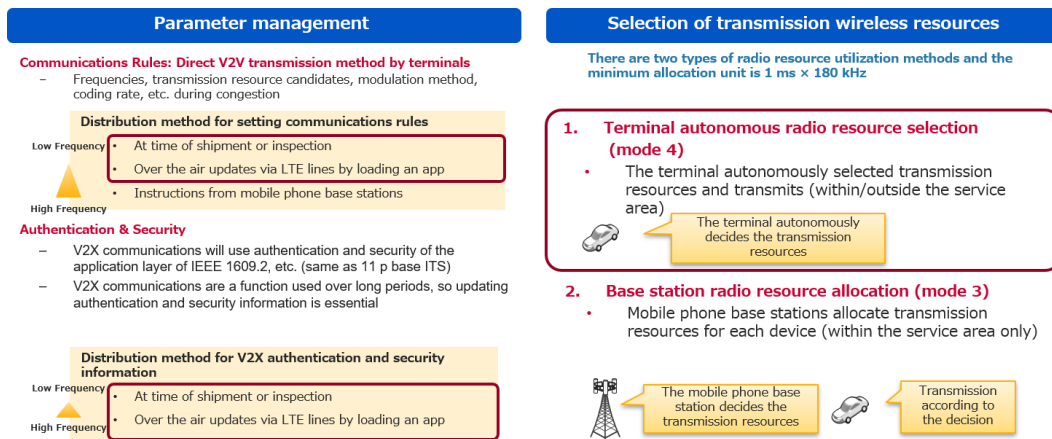 Parameter management
Communications Rules: Direct V2V transmission method by terminals
– Frequencies, transmission resource candidates, modulation method,
coding rate, etc. during congestion
Distribution method for setting communications rules
Low Frequency
• At time of shipment or inspection
• Over the air updates via LTE lines by loading an app
• Instructions from mobile phone base stations
High Frequency
Authentication & Security
– V2X communications will use authentication and security of the
application layer of IEEE 1609.2, etc. (same as 11 p base ITS)
– V2X communications are a function used over long periods, so updating
authentication and security information is essential
Distribution method for V2X authentication and security
information
Low Frequency
• At time of shipment or inspection
• Over the air updates via LTE lines by loading an app
High Frequency
Selection of transmission wireless resources
There are two types of radio resource utilization methods and the
minimum allocation unit is 1 ms × 180 kHz
1. Terminal autonomous radio resource selection
(mode 4)
• The terminal autonomously selected transmission
resources and transmits (within/outside the service
area)
The terminal autonomously
decides the transmission
resources
2. Base station radio resource allocation (mode 3)
• Mobile phone base stations allocate transmission
resources for each device (within the service area only)
The mobile phone base
station decides the
transmission resources
Transmission
according to
the decision